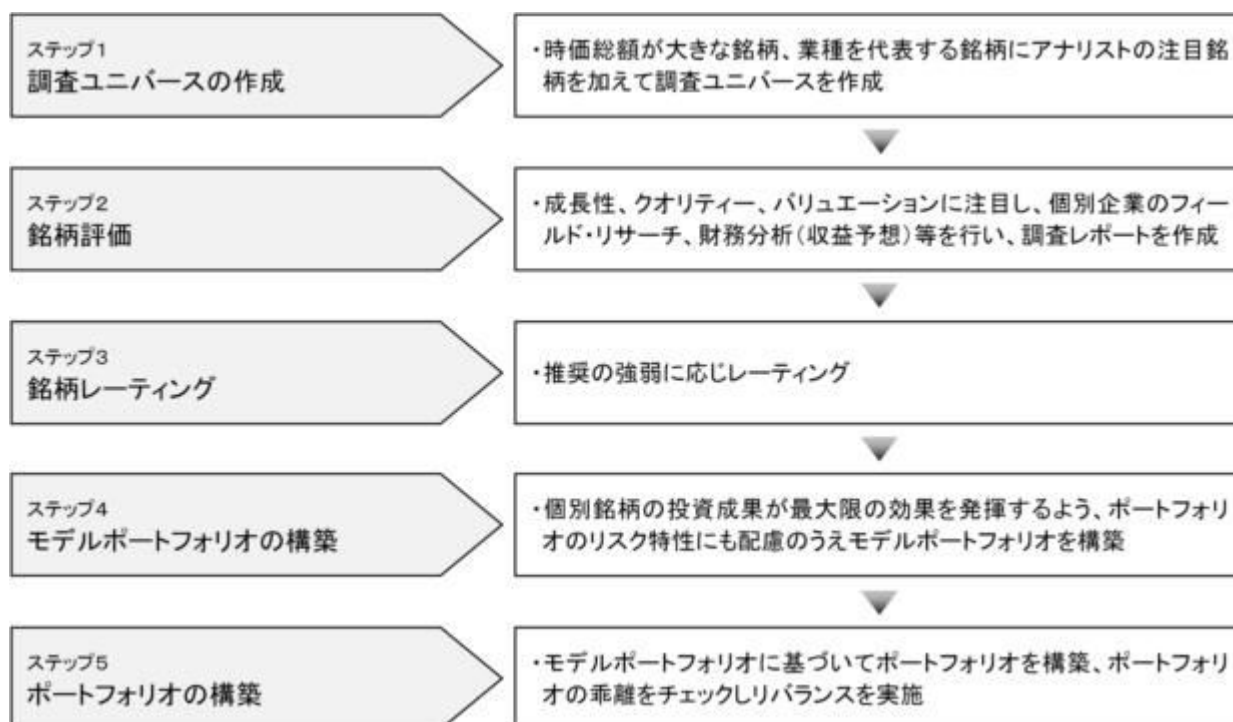 ステップ1
調査ユニバースの作成
・時価総額が大きな銘柄、業種を代表する銘柄にアナリストの注目銘
柄を加えて調査ユニバースを作成
ステップ2
銘柄評価
・成長性、クオリティー、バリュエーションに注目し、個別企業のフィー
ルド・リサーチ、財務分析(収益予想)等を行い、調査レポートを作成
ステップ3
銘柄レーティング
・推奨の強弱に応じレーティング
ステップ4
モデルポートフォリオの構築
・個別銘柄の投資成果が最大限の効果を発揮するよう、ポートフォリ
オのリスク特性にも配慮のうえモデルポートフォリオを構築
ステップ5
ポートフォリオの構築
・モデルポートフォリオに基づいてポートフォリオを構築、ポートフォリ
オの乖離をチェックしリバランスを実施